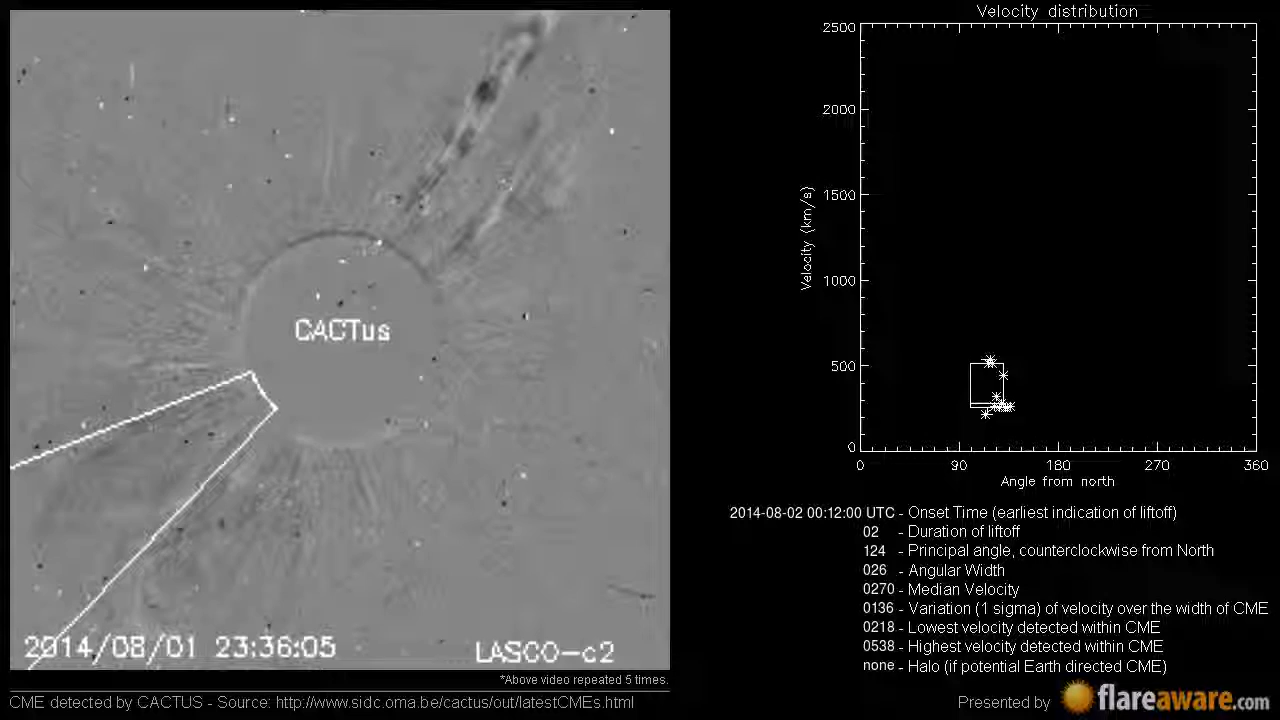 CACTus
2014/08/01 23:36:05
LASCO-c2
*Above video repeated 5 times.
CME detected by CACTUS - Source: http://www.sidc.oma.be/cactus/out/latestCMEs.html
Velocity distribution
Velocity (km/s)
2500
2000
1500
1000
500
0
0 90 180 270 360
Angle from north
2014-08-02 00:12:00 UTC - Onset Time (earliest indication of liftoff)
02 - Duration of liftoff
124 - Principal angle, counterclockwise from North
026 - Angular Width
0270 - Median Velocity
0136 - Variation (1 sigma) of velocity over the width of CME
0218 - Lowest velocity detected within CME
0538 - Highest velocity detected within CME
none - Halo (if potential Earth directed CME)
Presented by flareaware.com